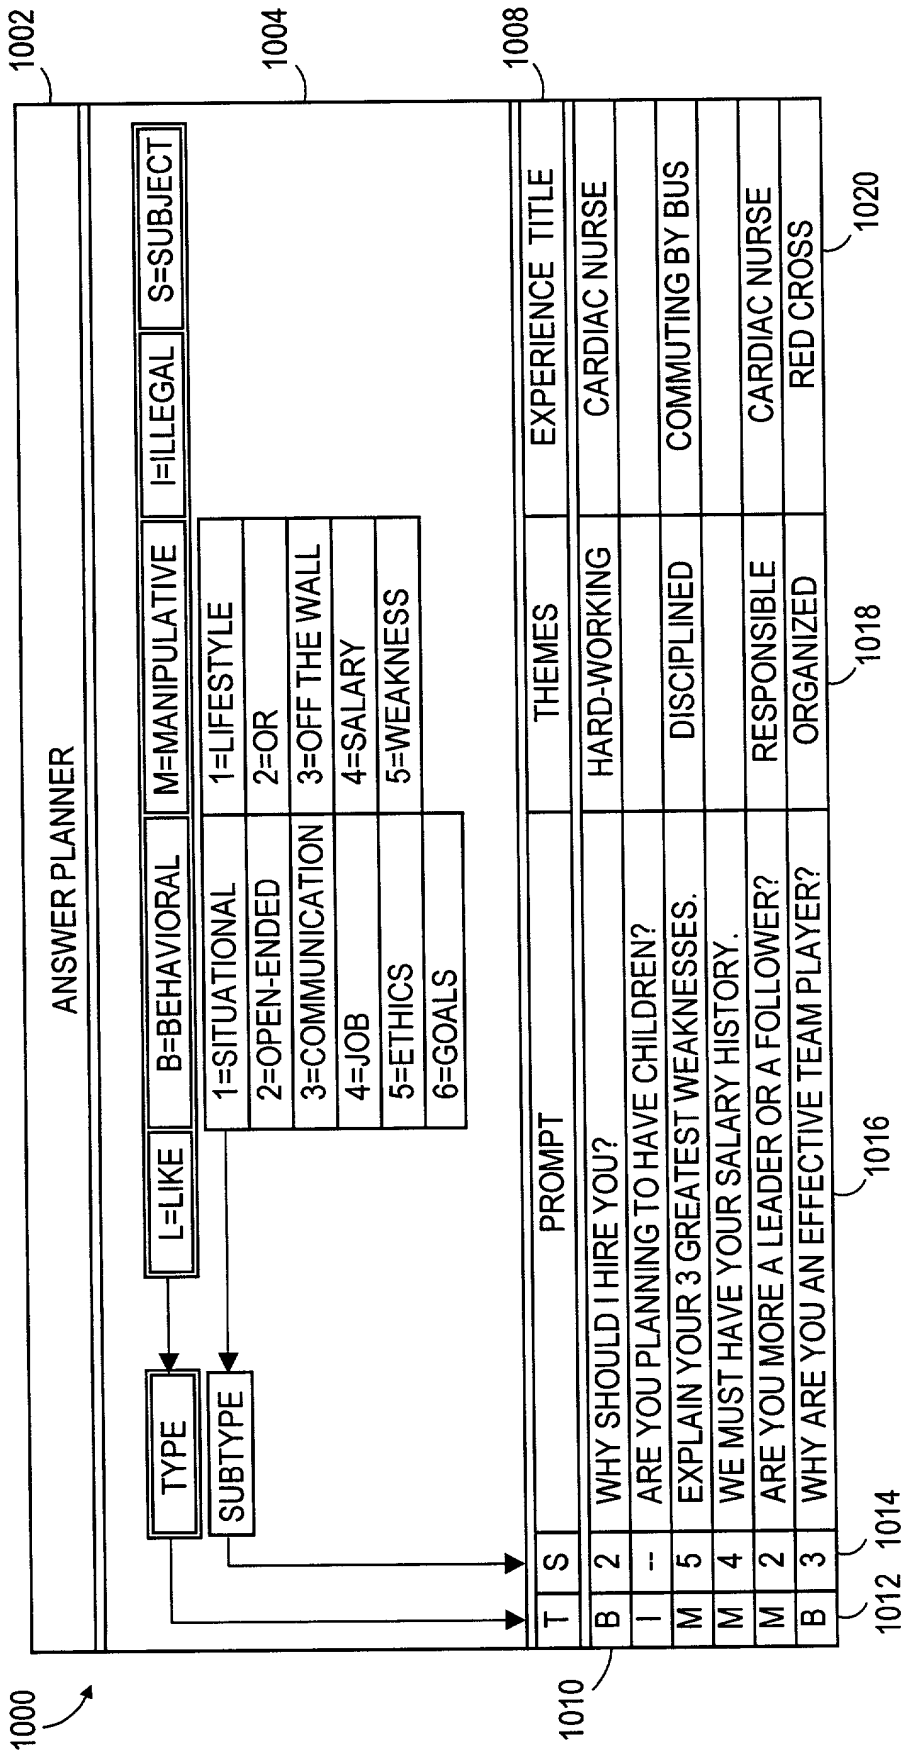 1000
1002
ANSWER PLANNER
1004
TYPE
L=LIKE B=BEHAVIORAL M=MANIPULATIVE I=ILLEGAL S=SUBJECT
SUBTYPE
1=SITUATIONAL 1=LIFESTYLE
2=OPEN-ENDED 2=OR
3=COMMUNICATION 3=OFF THE WALL
4=JOB 4=SALARY
5=ETHICS 5=WEAKNESS
6=GOALS
1008
T S PROMPT THEMES EXPERIENCE TITLE
1010
B 2 WHY SHOULD I HIRE YOU? HARD-WORKING CARDIAC NURSE
I -- ARE YOU PLANNING TO HAVE CHILDREN?
M 5 EXPLAIN YOUR 3 GREATEST WEAKNESSES. DISCIPLINED COMMUTING BY BUS
M 4 WE MUST HAVE YOUR SALARY HISTORY.
M 2 ARE YOU MORE A LEADER OR A FOLLOWER? RESPONSIBLE CARDIAC NURSE
B 3 WHY ARE YOU AN EFFECTIVE TEAM PLAYER? ORGANIZED RED CROSS
1012 1014 1016 1018 1020